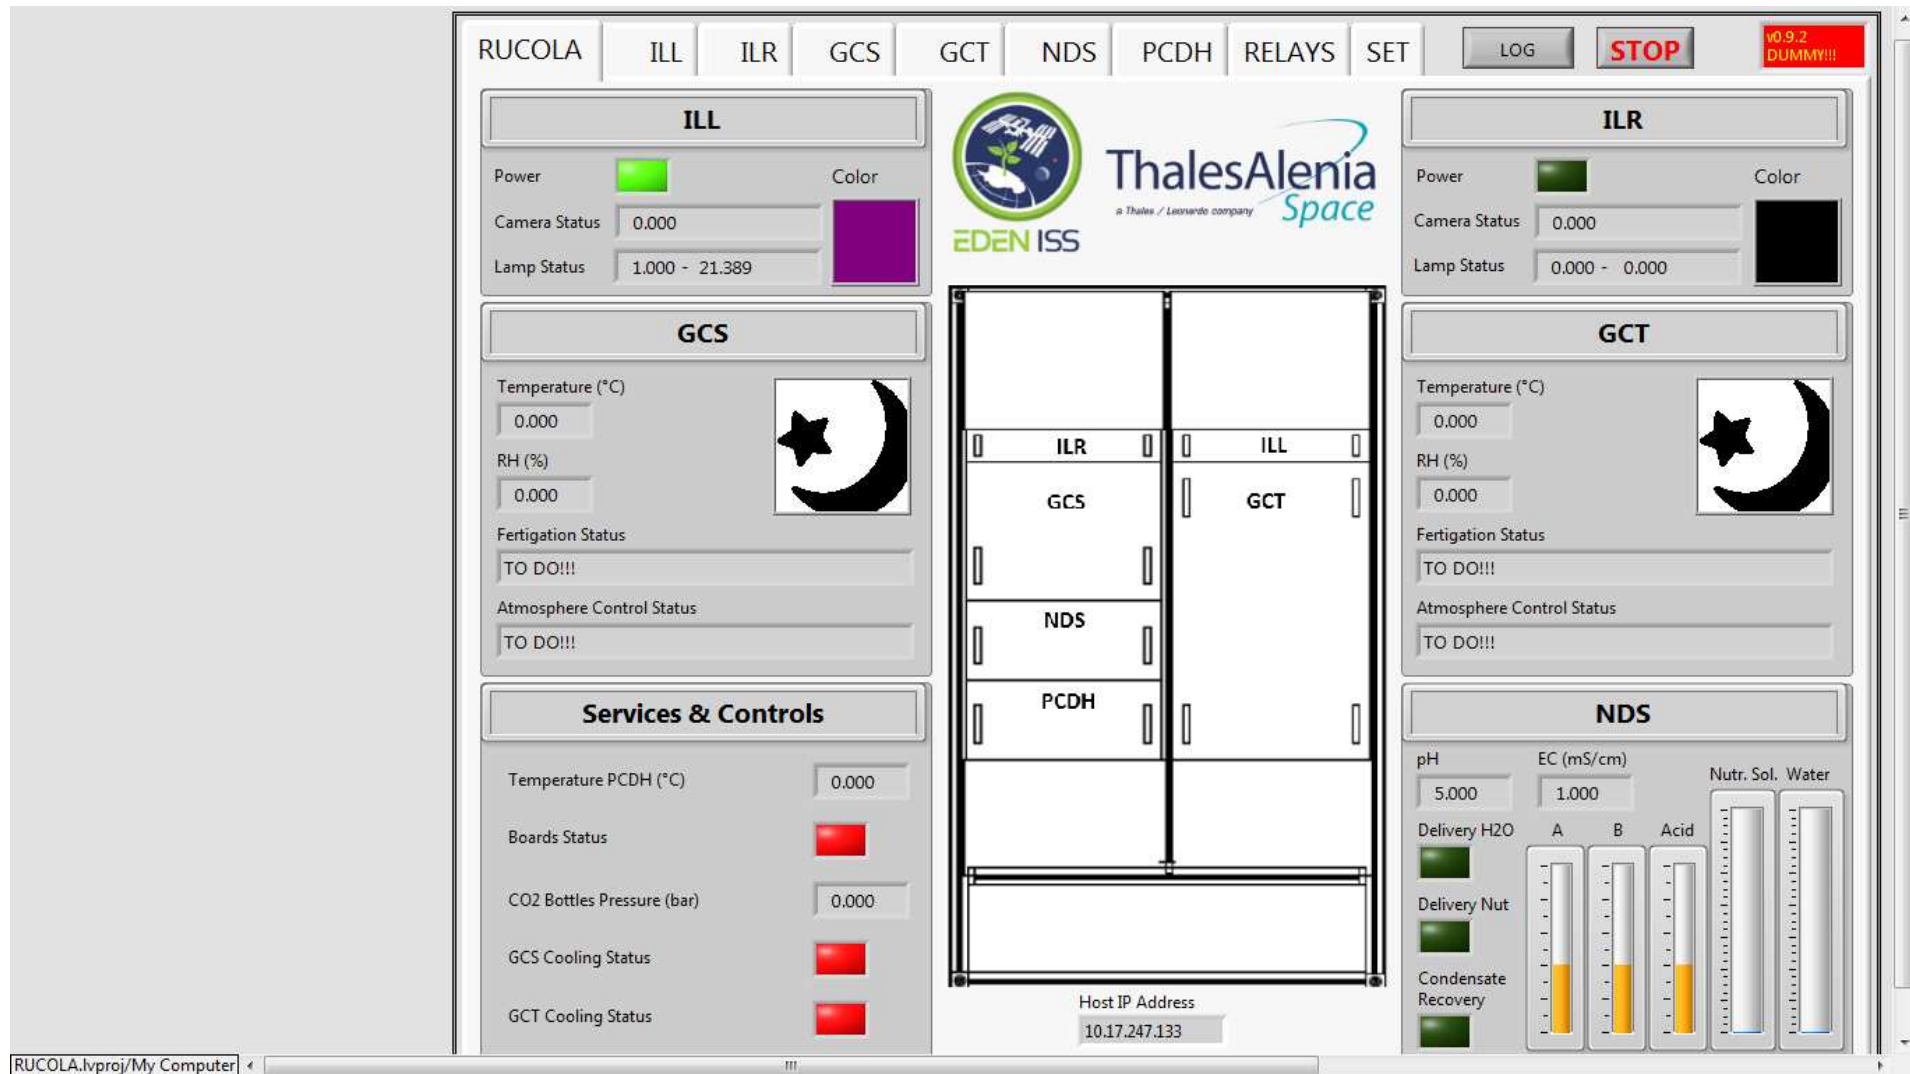 RUCOLA ILL ILR GCS GCT NDS PCDH RELAYS SET LOG STOP
v0.9.2
DUMMY!!!
ILL
Power
Color
Camera Status 0.000
Lamp Status 1.000 - 21.389
GCS
Temperature (°C)
0.000
RH (%)
0.000
Fertigation Status
TO DO!!!
Atmosphere Control Status
TO DO!!!
Services & Controls
Temperature PCDH (°C) 0.000
Boards Status
CO2 Bottles Pressure (bar) 0.000
GCS Cooling Status
GCT Cooling Status
EDEN ISS
ThalesAlenia
a Thales / Leonardo company
Space
ILR ILL
GCS GCT
NDS
PCDH
Host IP Address
10.17.247.133
ILR
Power
Color
Camera Status 0.000
Lamp Status 0.000 - 0.000
GCT
Temperature (°C)
0.000
RH (%)
0.000
Fertigation Status
TO DO!!!
Atmosphere Control Status
TO DO!!!
NDS
pH EC (mS/cm)
5.000 1.000
Nutr. Sol. Water
Delivery H2O A B Acid
Delivery Nut
Condensate
Recovery
RUCOLA.lvproj/My Computer